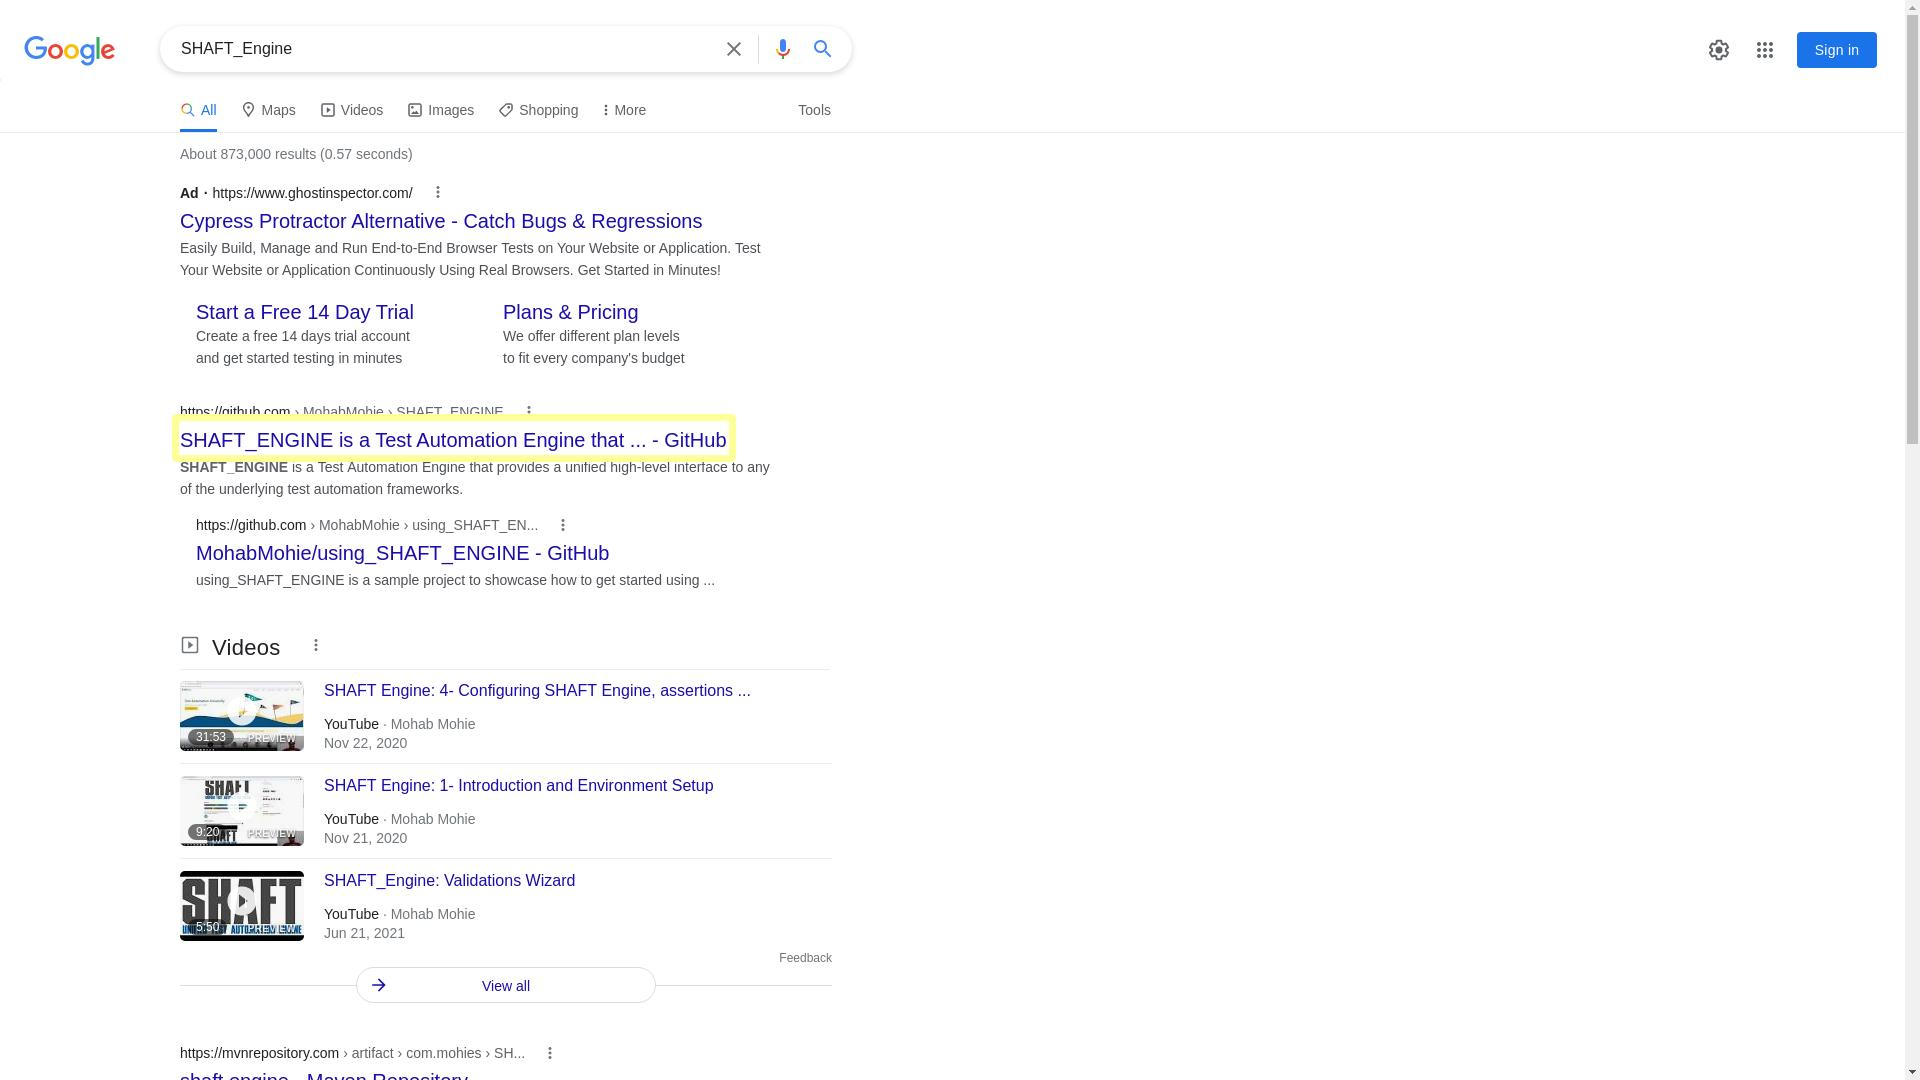 Google
SHAFT_Engine
Sign in
All
Maps
Videos
Images
Shopping
More
Tools
About 873,000 results (0.57 seconds)
Ad · https://www.ghostinspector.com/
Cypress Protractor Alternative - Catch Bugs & Regressions
Easily Build, Manage and Run End-to-End Browser Tests on Your Website or Application. Test
Your Website or Application Continuously Using Real Browsers. Get Started in Minutes!
Start a Free 14 Day Trial
Create a free 14 days trial account
and get started testing in minutes
Plans & Pricing
We offer different plan levels
to fit every company's budget
https://github.com › MohabMohie › SHAFT_ENGINE
SHAFT_ENGINE is a Test Automation Engine that ... - GitHub
SHAFT_ENGINE is a Test Automation Engine that provides a unified high-level interface to any
of the underlying test automation frameworks.
https://github.com › MohabMohie › using_SHAFT_EN...
MohabMohie/using_SHAFT_ENGINE - GitHub
using_SHAFT_ENGINE is a sample project to showcase how to get started using ...
Videos
31:53
PREVIEW
SHAFT Engine: 4- Configuring SHAFT Engine, assertions ...
YouTube · Mohab Mohie
Nov 22, 2020
SHAFT
9:20
PREVIEW
SHAFT Engine: 1- Introduction and Environment Setup
YouTube · Mohab Mohie
Nov 21, 2020
SHAFT
5:50
PREVIEW
SHAFT_Engine: Validations Wizard
YouTube · Mohab Mohie
Jun 21, 2021
Feedback
View all
https://mvnrepository.com › artifact › com.mohies › SH...
shaft engine - Maven Repository